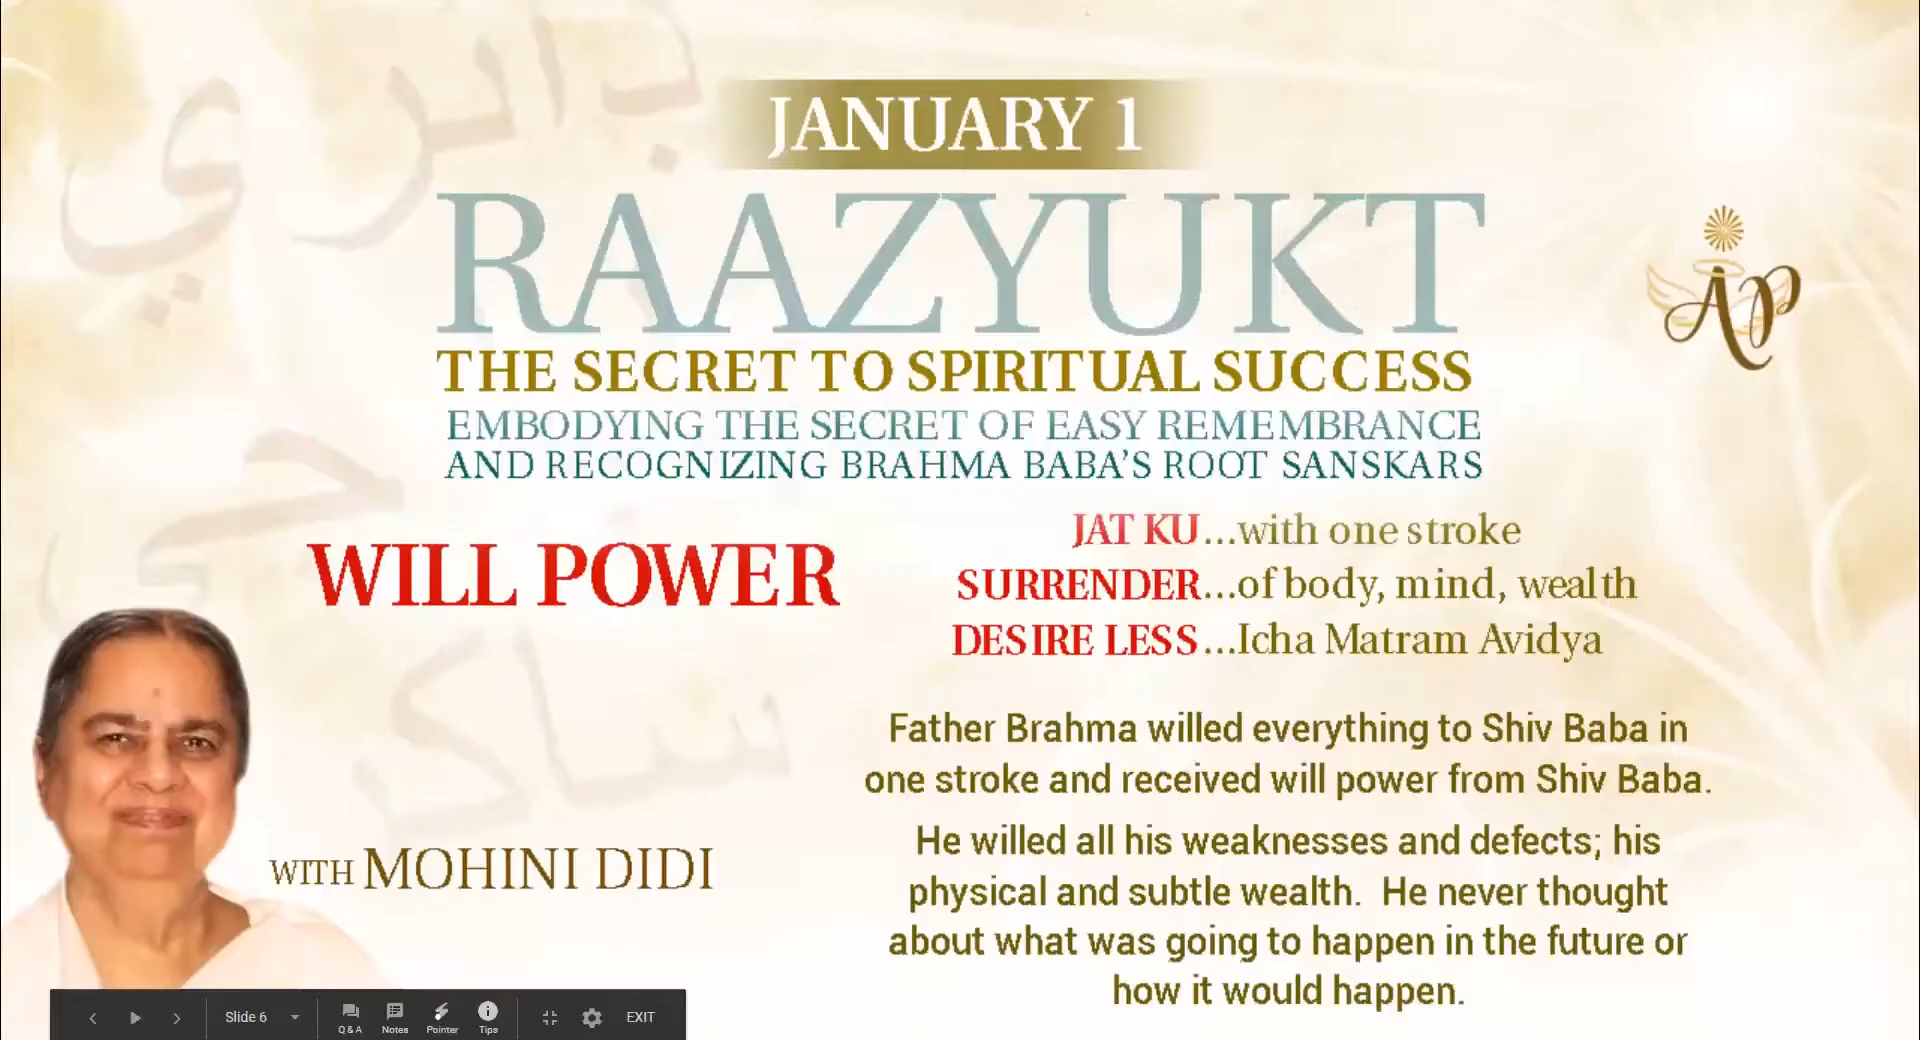 JANUARY 1
RAAZYUKT
THE SECRET TO SPIRITUAL SUCCESS
EMBODYING THE SECRET OF EASY REMEMBRANCE
AND RECOGNIZING BRAHMA BABA'S ROOT SANSKARS
AP
WILL POWER
JAT KU...with one stroke
SURRENDER...of body, mind, wealth
DESIRE LESS...Icha Matram Avidya
Father Brahma willed everything to Shiv Baba in
one stroke and received will power from Shiv Baba.
He willed all his weaknesses and defects; his
physical and subtle wealth. He never thought
about what was going to happen in the future or
how it would happen.
WITH MOHINI DIDI
Slide 6
Q & A
Notes
Pointer
Tips
EXIT